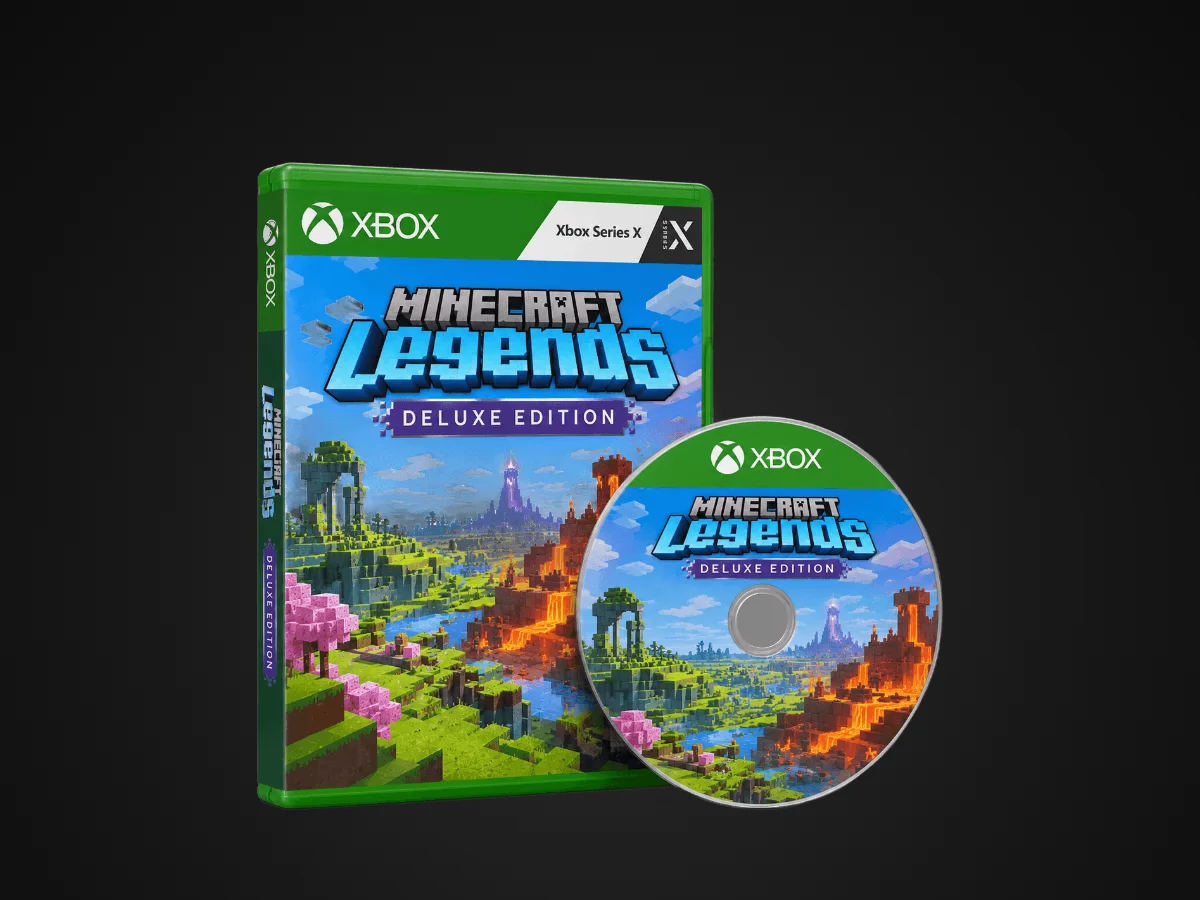 XBOX
Xbox Series X
SERIES X
MINECRAFT
Legends
DELUXE EDITION
XBOX
MINECRAFT
Legends
DELUXE EDITION
XBOX
MINECRAFT
Legends
DELUXE EDITION